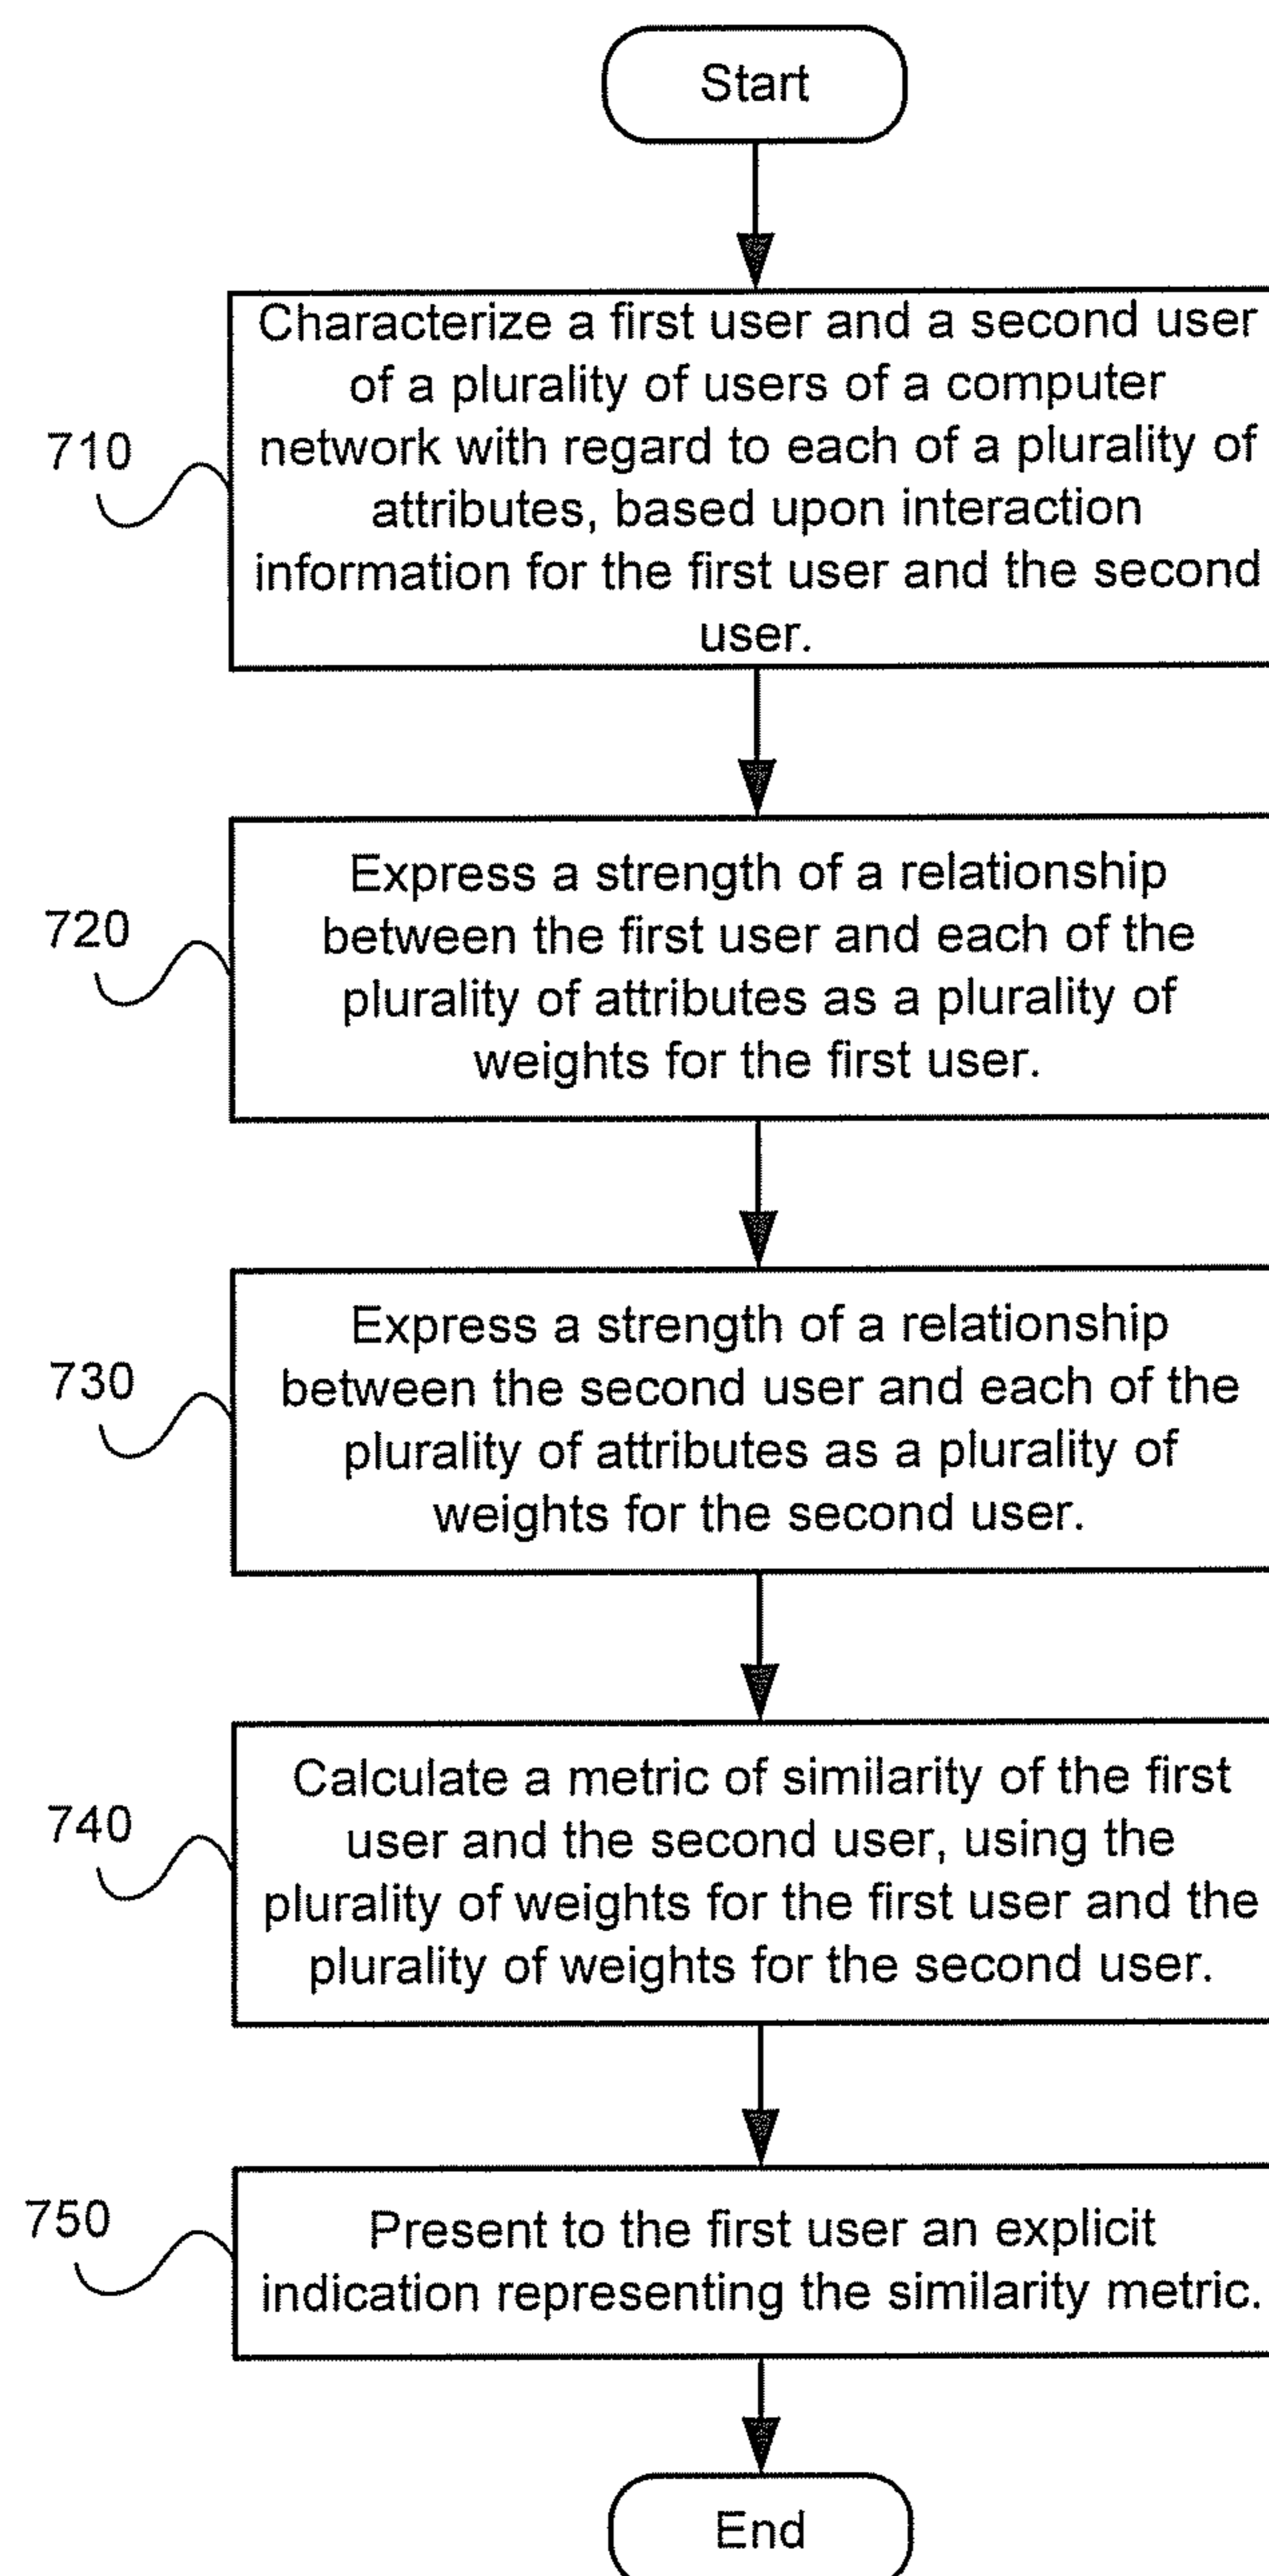 Start
710
Characterize a first user and a second user
of a plurality of users of a computer
network with regard to each of a plurality of
attributes, based upon interaction
information for the first user and the second
user.
720
Express a strength of a relationship
between the first user and each of the
plurality of attributes as a plurality of
weights for the first user.
730
Express a strength of a relationship
between the second user and each of the
plurality of attributes as a plurality of
weights for the second user.
740
Calculate a metric of similarity of the first
user and the second user, using the
plurality of weights for the first user and the
plurality of weights for the second user.
750
Present to the first user an explicit
indication representing the similarity metric.
End